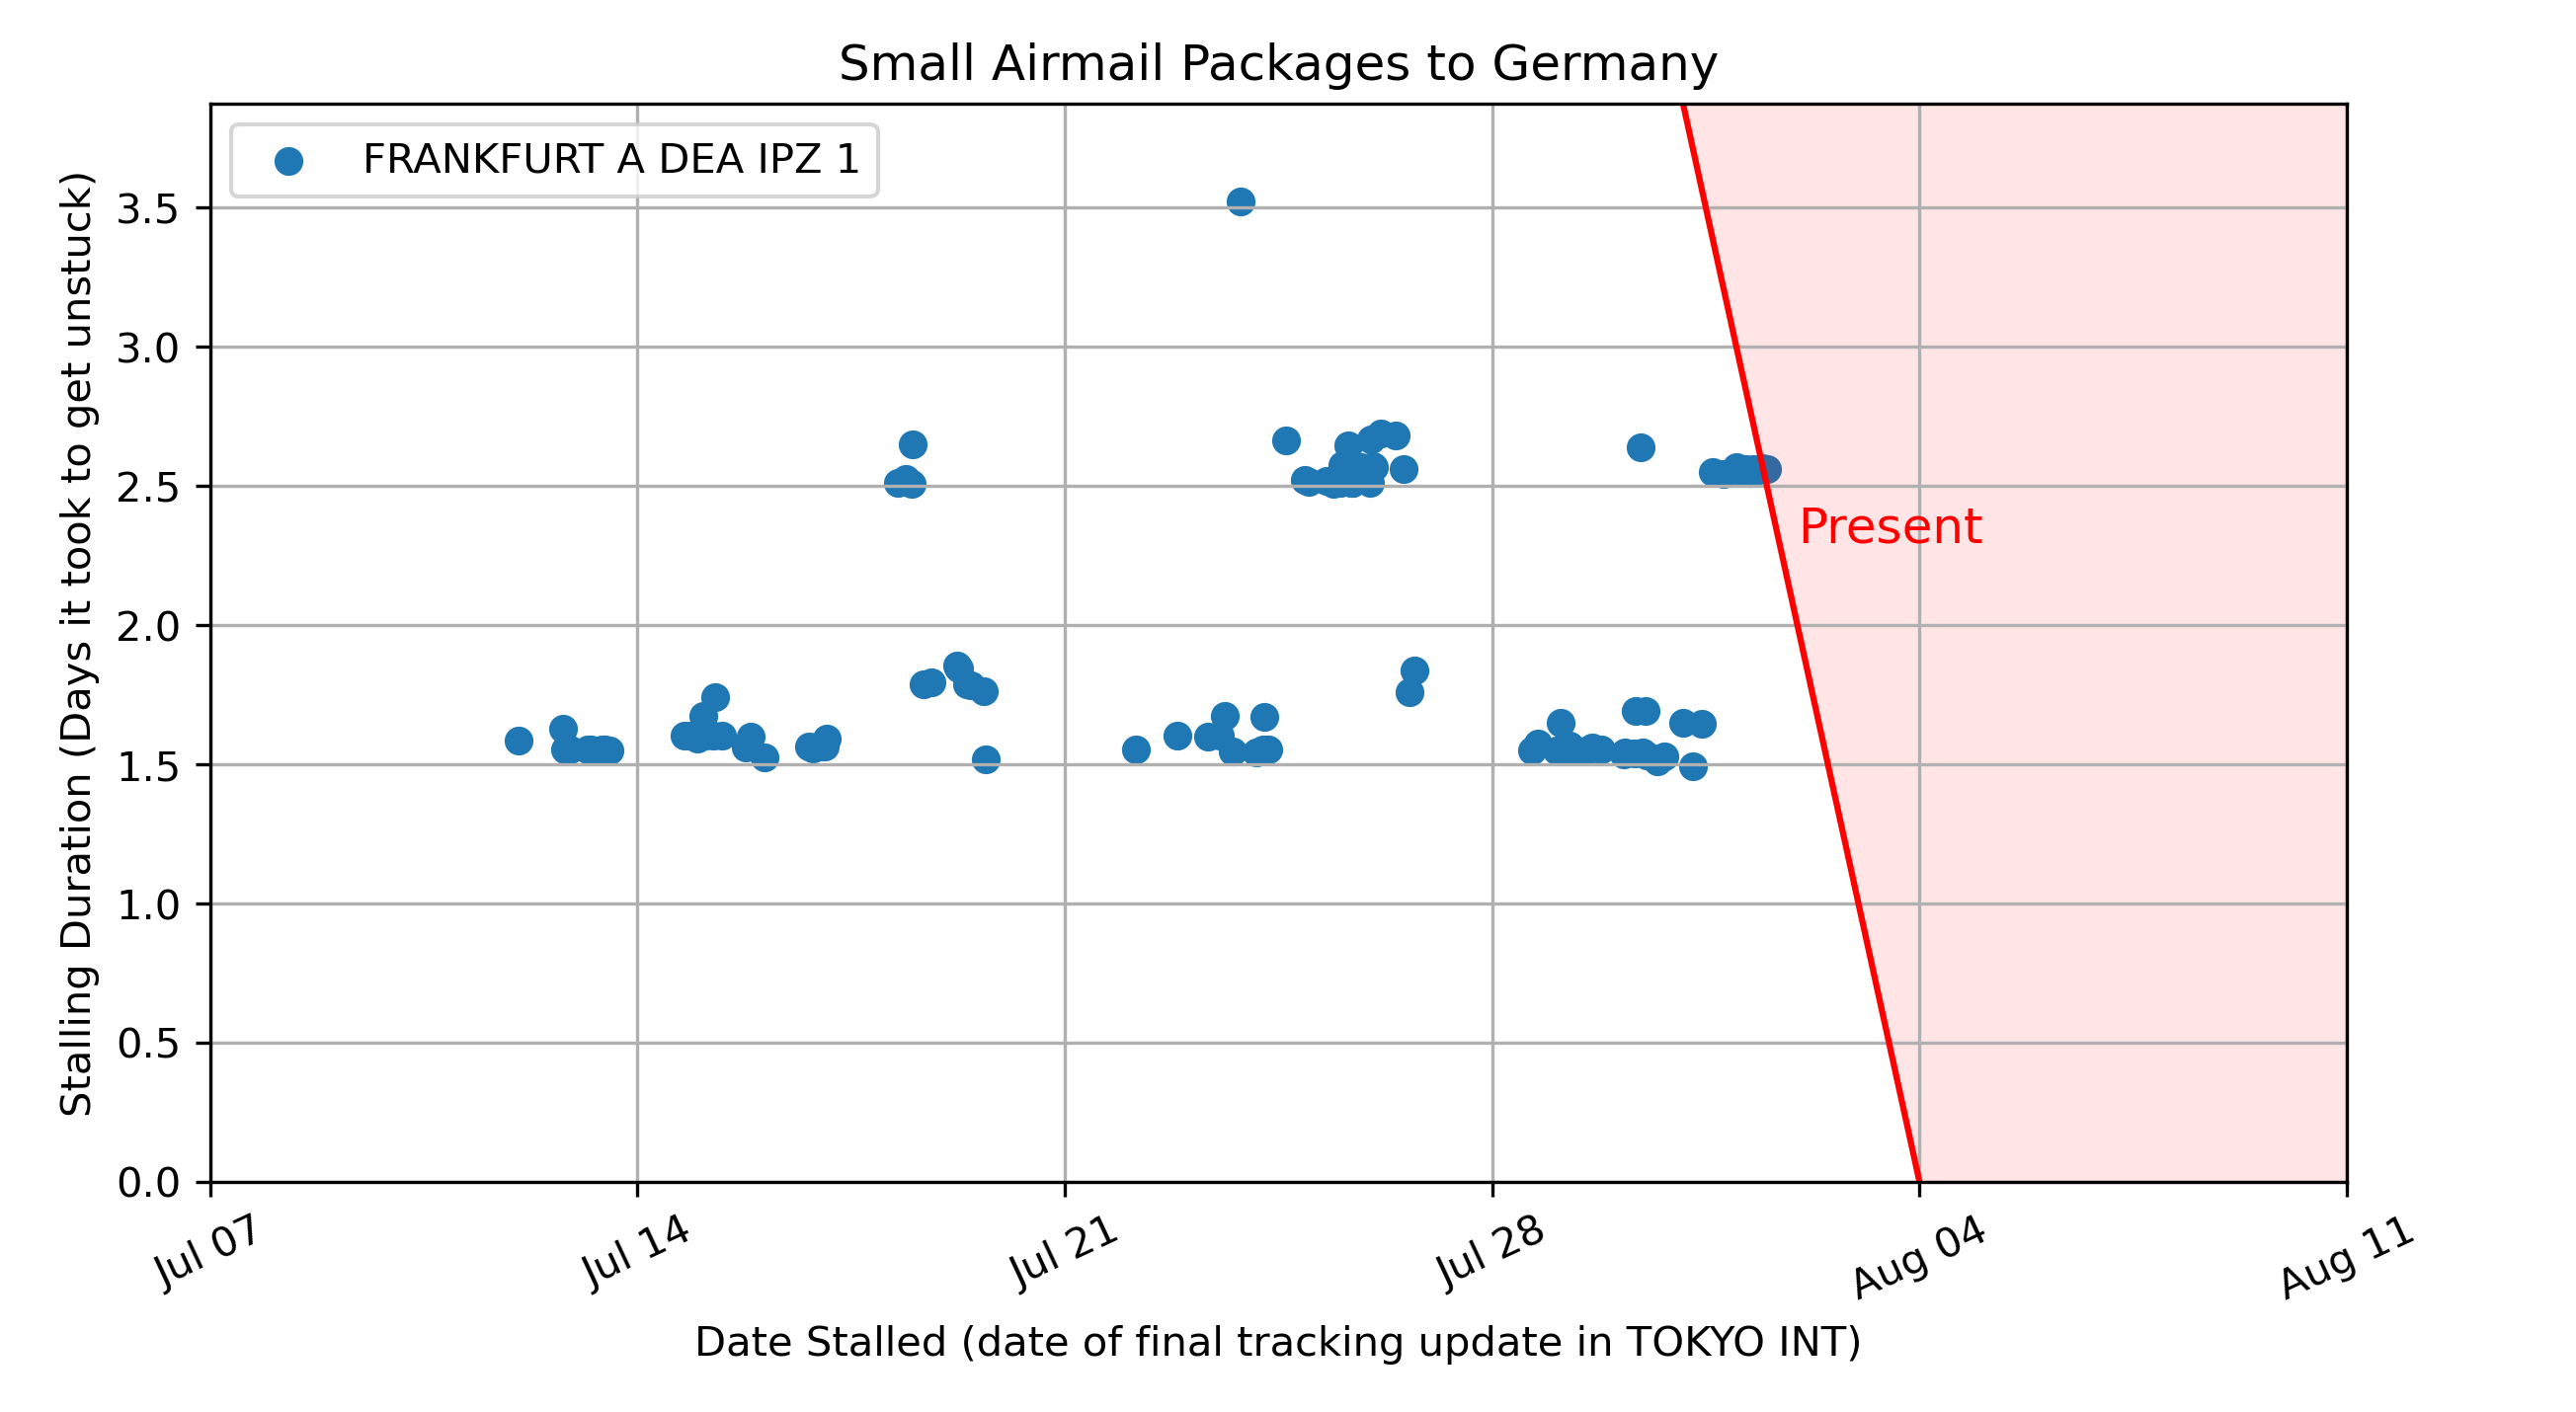 Small Airmail Packages to Germany
FRANKFURT A DEA IPZ 1
Stalling Duration (Days it took to get unstuck)
3.5
3.0
2.5
2.0
1.5
1.0
0.5
0.0
Present
Jul 07
Jul 14
Jul 21
Jul 28
Aug 04
Aug 11
Date Stalled (date of final tracking update in TOKYO INT)